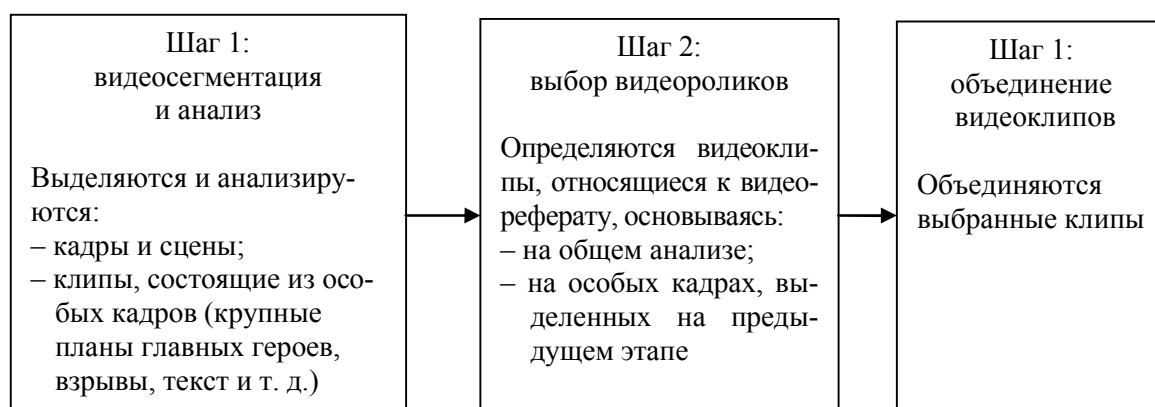 Шаг 1:
видеосегментация
и анализ
Выделяются и анализиру-
ются:
– кадры и сцены;
– клипы, состоящие из осо-
бых кадров (крупные
планы главных героев,
взрывы, текст и т. д.)
Шаг 2:
выбор видеороликов
Определяются видеокли-
пы, относящиеся к видео-
реферату, основываясь:
– на общем анализе;
– на особых кадрах, вы-
деленных на преды-
дущем этапе
Шаг 1:
объединение
видеоклипов
Объединяются
выбранные клипы